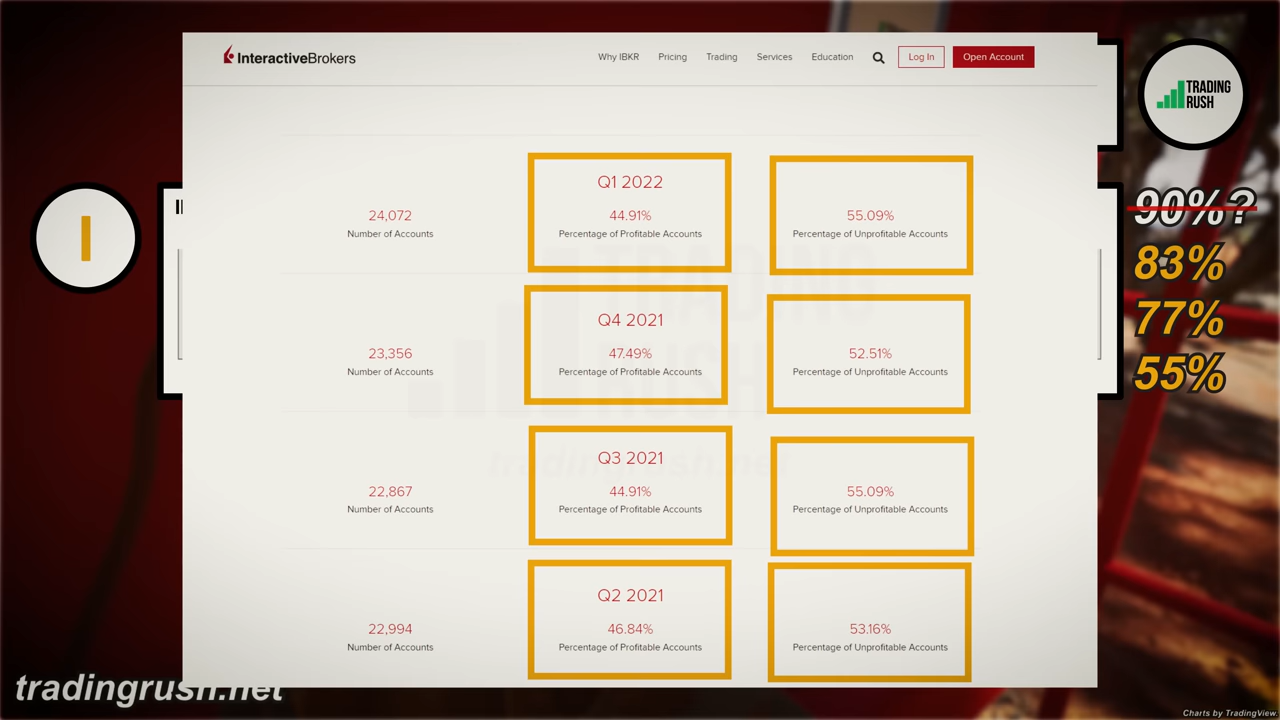 InteractiveBrokers
Why IBKR Pricing Trading Services Education Log In Open Account
TRADING
RUSH
Q1 2022
24,072 44.91% 55.09%
Number of Accounts Percentage of Profitable Accounts Percentage of Unprofitable Accounts
Q4 2021
23,356 47.49% 52.51%
Number of Accounts Percentage of Profitable Accounts Percentage of Unprofitable Accounts
Q3 2021
22,867 44.91% 55.09%
Number of Accounts Percentage of Profitable Accounts Percentage of Unprofitable Accounts
Q2 2021
22,994 46.84% 53.16%
Number of Accounts Percentage of Profitable Accounts Percentage of Unprofitable Accounts
90%?
83%
77%
55%
TRADING
RUSH
tradingrush.net
tradingrush.net
Charts by TradingView.